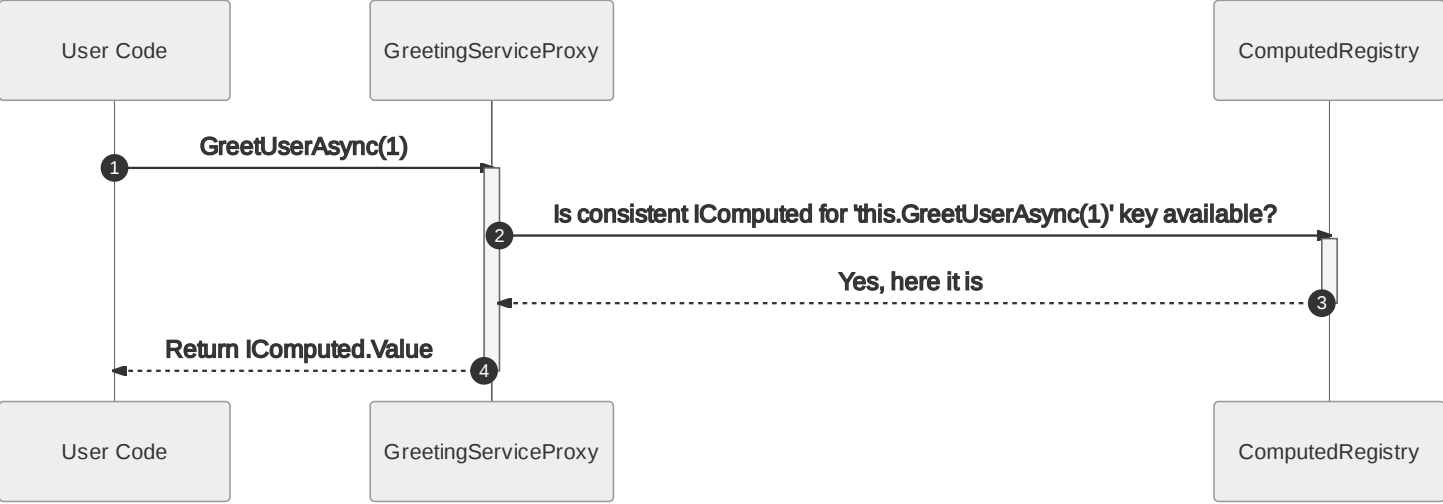 User Code
GreetingServiceProxy
ComputedRegistry
GreetUserAsync(1)
1
Is consistent IComputed for 'this.GreetUserAsync(1)' key available?
2
Yes, here it is
3
Return IComputed.Value
4
User Code
GreetingServiceProxy
ComputedRegistry